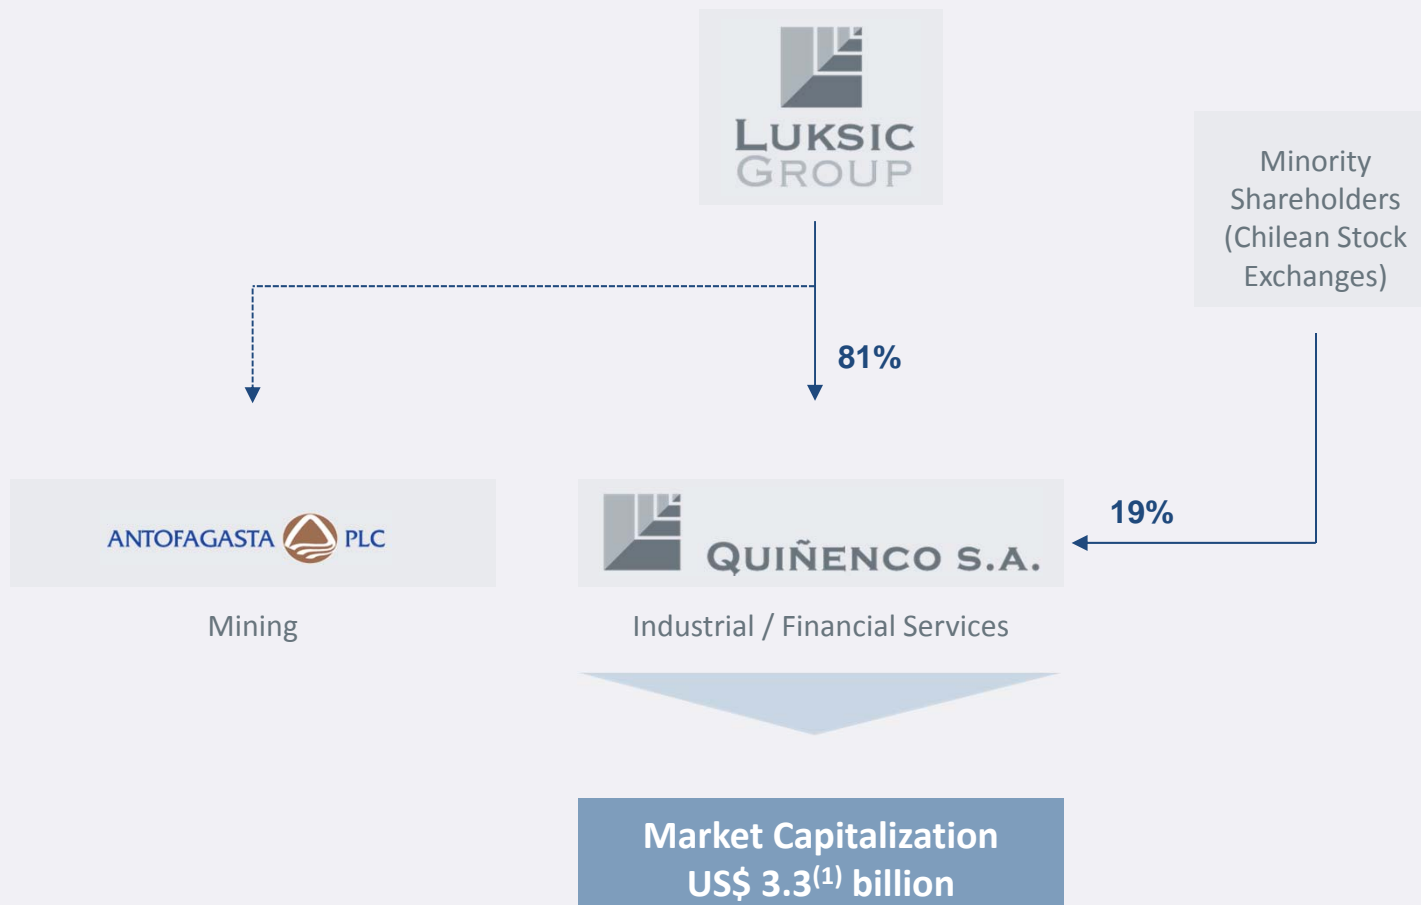 LUKSIC
GROUP
Minority
Shareholders
(Chilean Stock
Exchanges)
81%
19%
ANTOFAGASTA PLC
QUIÑENCO S.A.
Mining
Industrial / Financial Services
Market Capitalization
US$ 3.3(1) billion